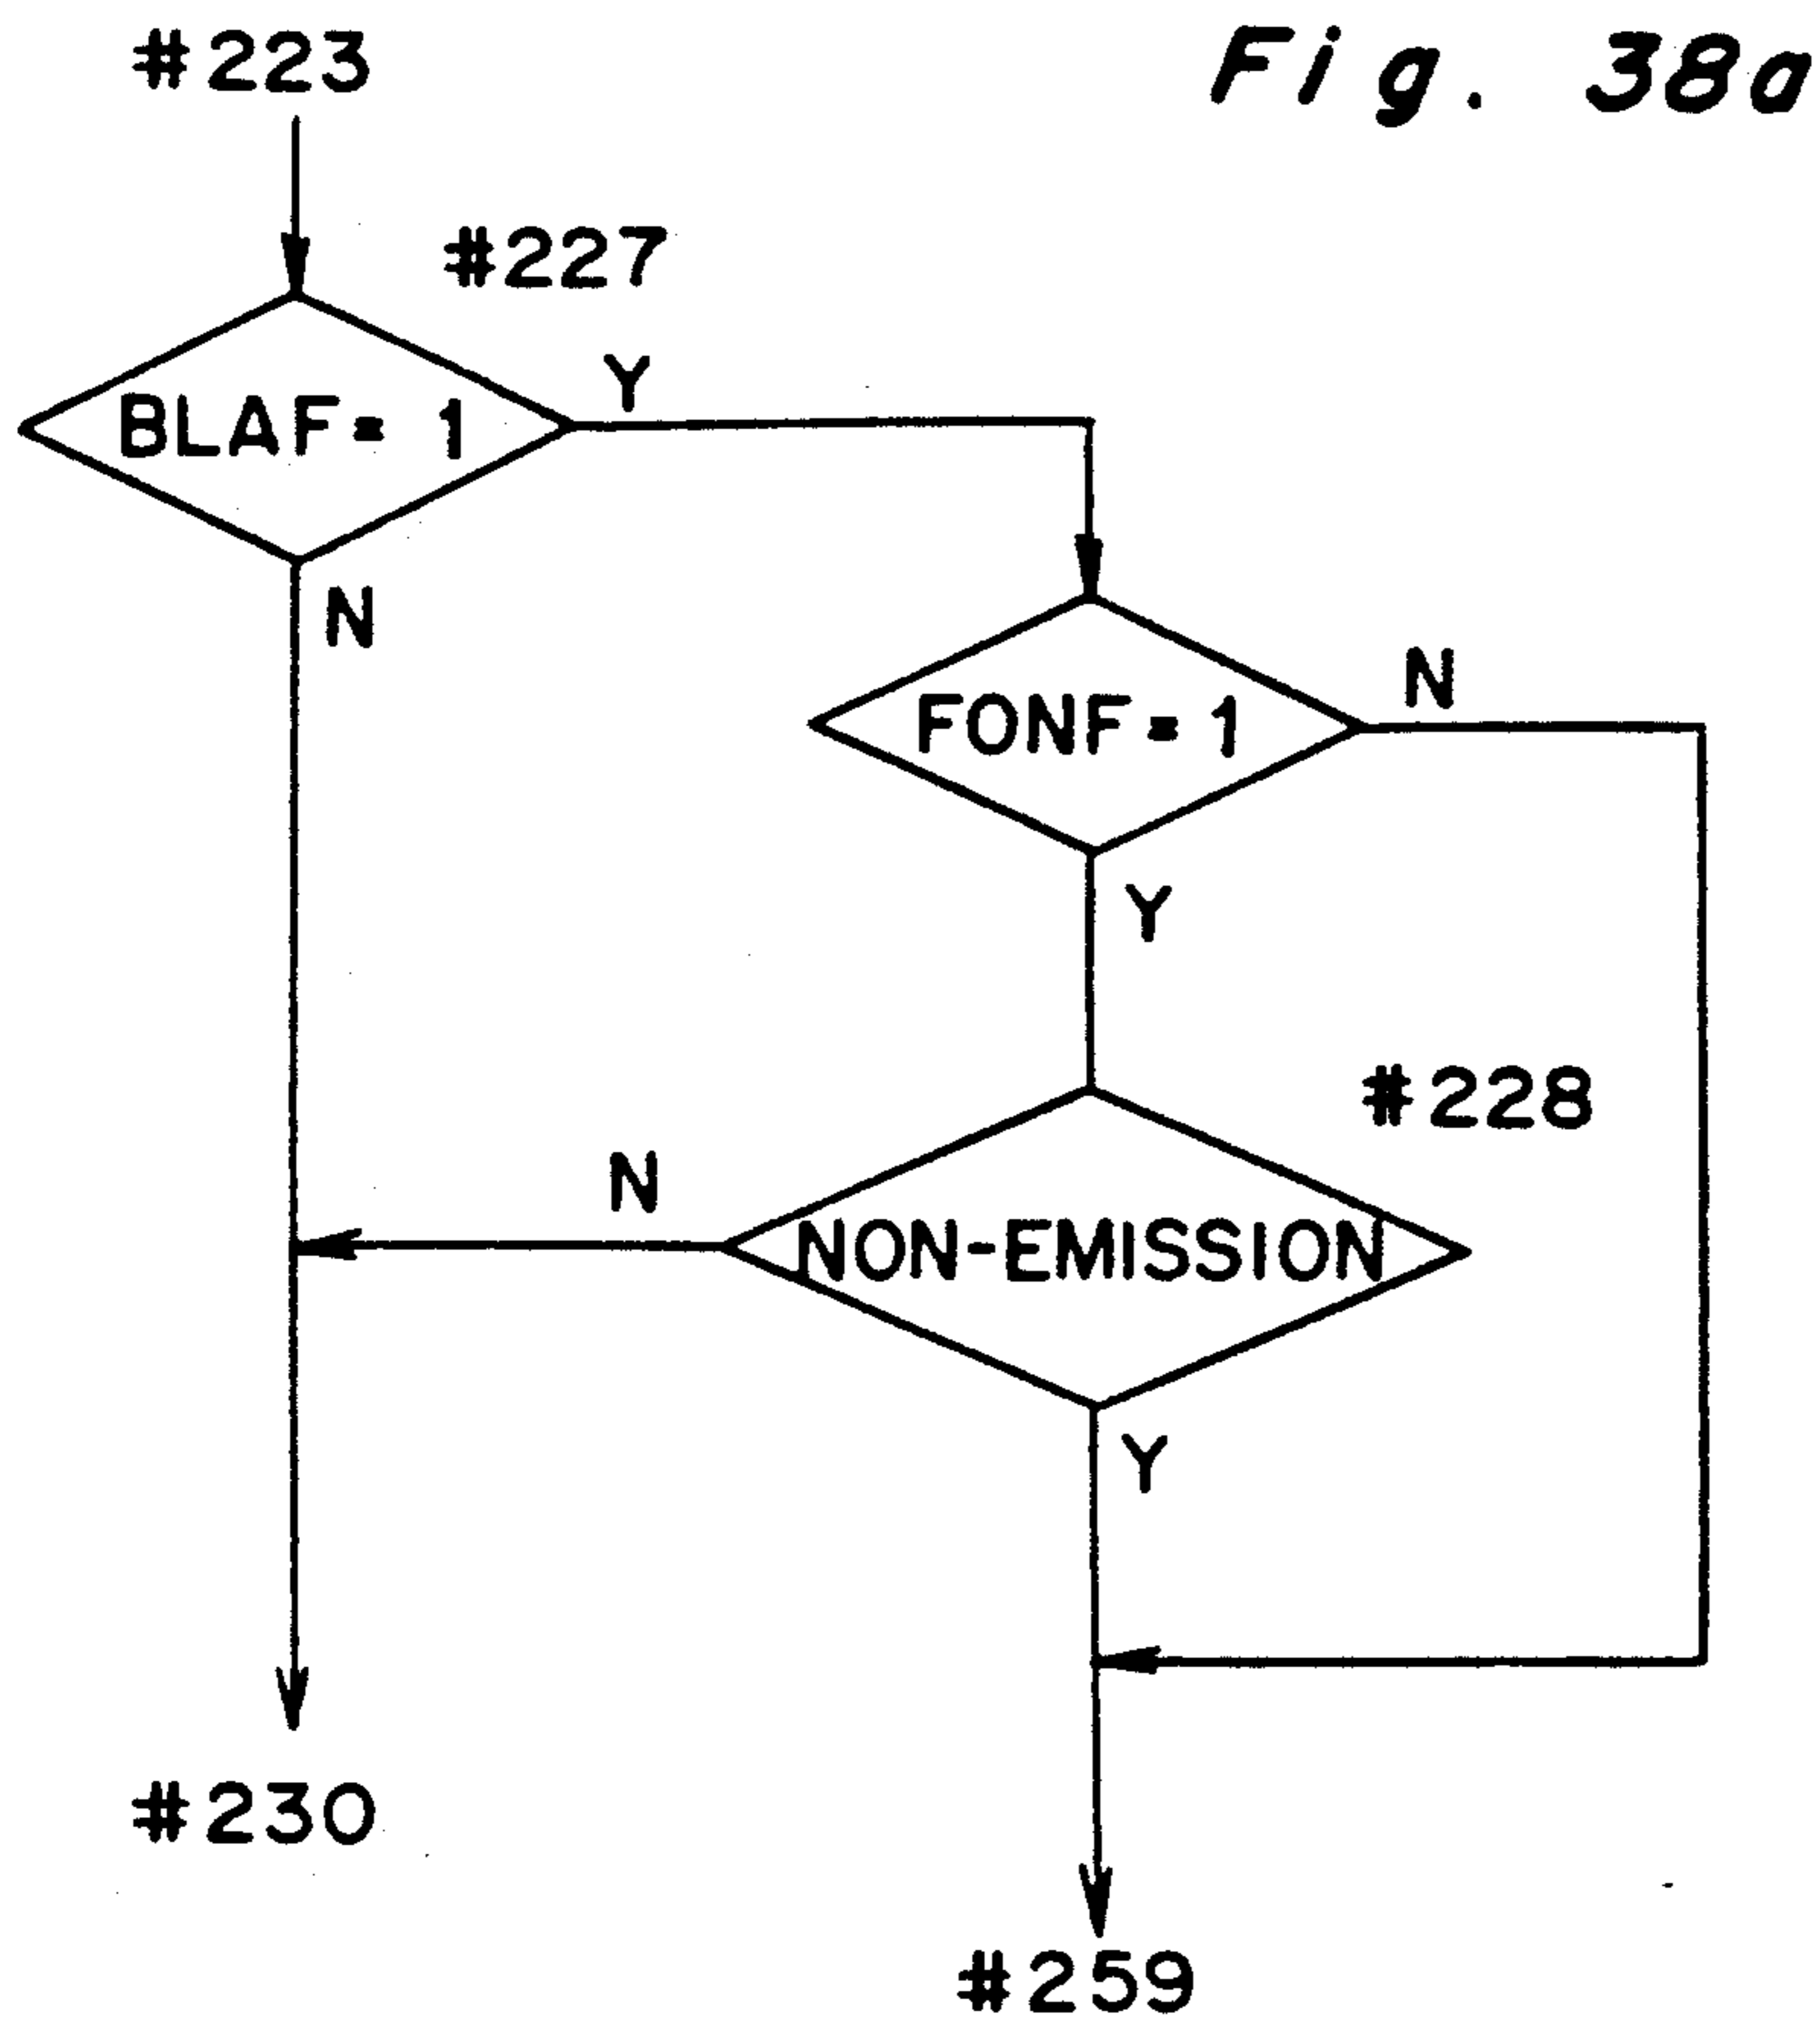 #223
Fig. 38a
#227
BLAF=1
Y
N
FONF=1
N
Y
#228
N
NON-EMISSION
Y
#230
#259